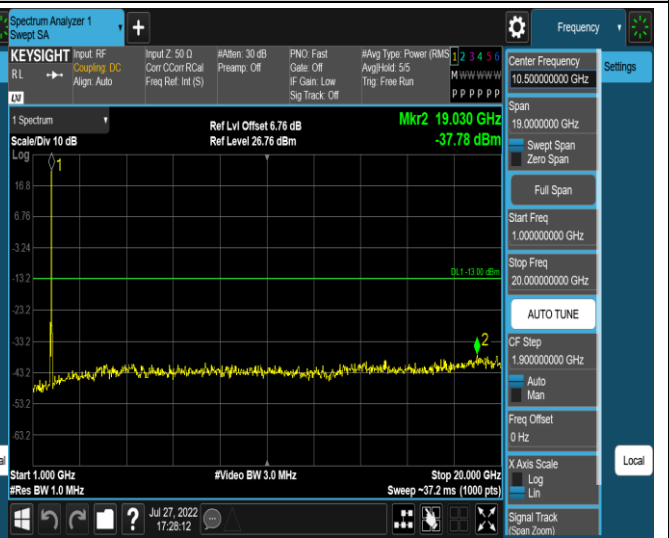 Spectrum Analyzer 1
Swept SA
Frequency
KEYSIGHT
RL
LXI
Input: RF
Coupling: DC
Align: Auto
Input Z: 50 Ω
Corr CCorr RCal
Freq Ref: Int (S)
#Atten: 30 dB
Preamp: Off
PNO: Fast
Gate: Off
IF Gain: Low
Sig Track: Off
#Avg Type: Power (RMS
Avg|Hold: 5/5
Trig: Free Run
1 2 3 4 5 6
M W W W W W
P P P P P P
Settings
1 Spectrum
Scale/Div 10 dB
Log
Ref Lvl Offset 6.76 dB
Ref Level 26.76 dBm
Mkr2 19.030 GHz
-37.78 dBm
1
16.8
6.76
-3.24
-13.2
-23.2
-33.2
-43.2
-53.2
-63.2
DL1 -13.00 dBm
2
Start 1.000 GHz
#Res BW 1.0 MHz
#Video BW 3.0 MHz
Stop 20.000 GHz
Sweep ~37.2 ms (1000 pts)
Center Frequency
10.500000000 GHz
Span
19.0000000 GHz
Swept Span
Zero Span
Full Span
Start Freq
1.000000000 GHz
Stop Freq
20.000000000 GHz
AUTO TUNE
CF Step
1.900000000 GHz
Auto
Man
Freq Offset
0 Hz
X Axis Scale
Log
Lin
Signal Track
(Span Zoom)
Local
al
?
Jul 27, 2022
17:28:12